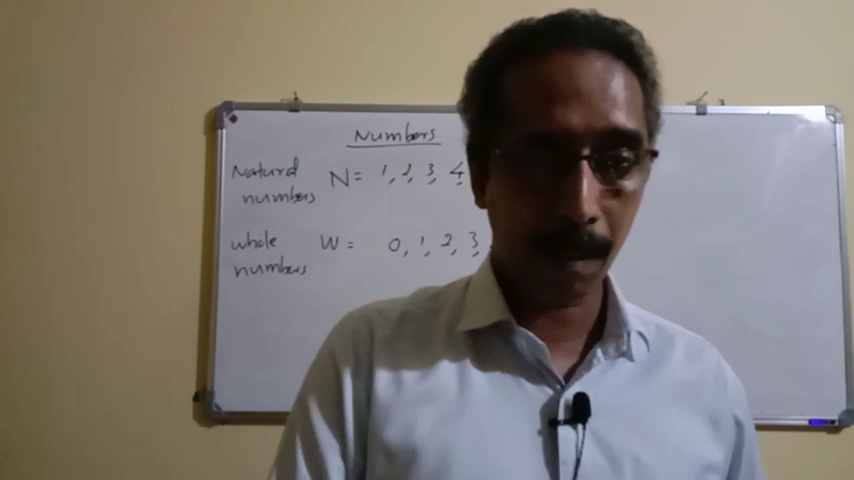 Numbers
Natural N = 1, 2, 3, 4,
numbers
whole W = 0, 1, 2, 3,
numbers